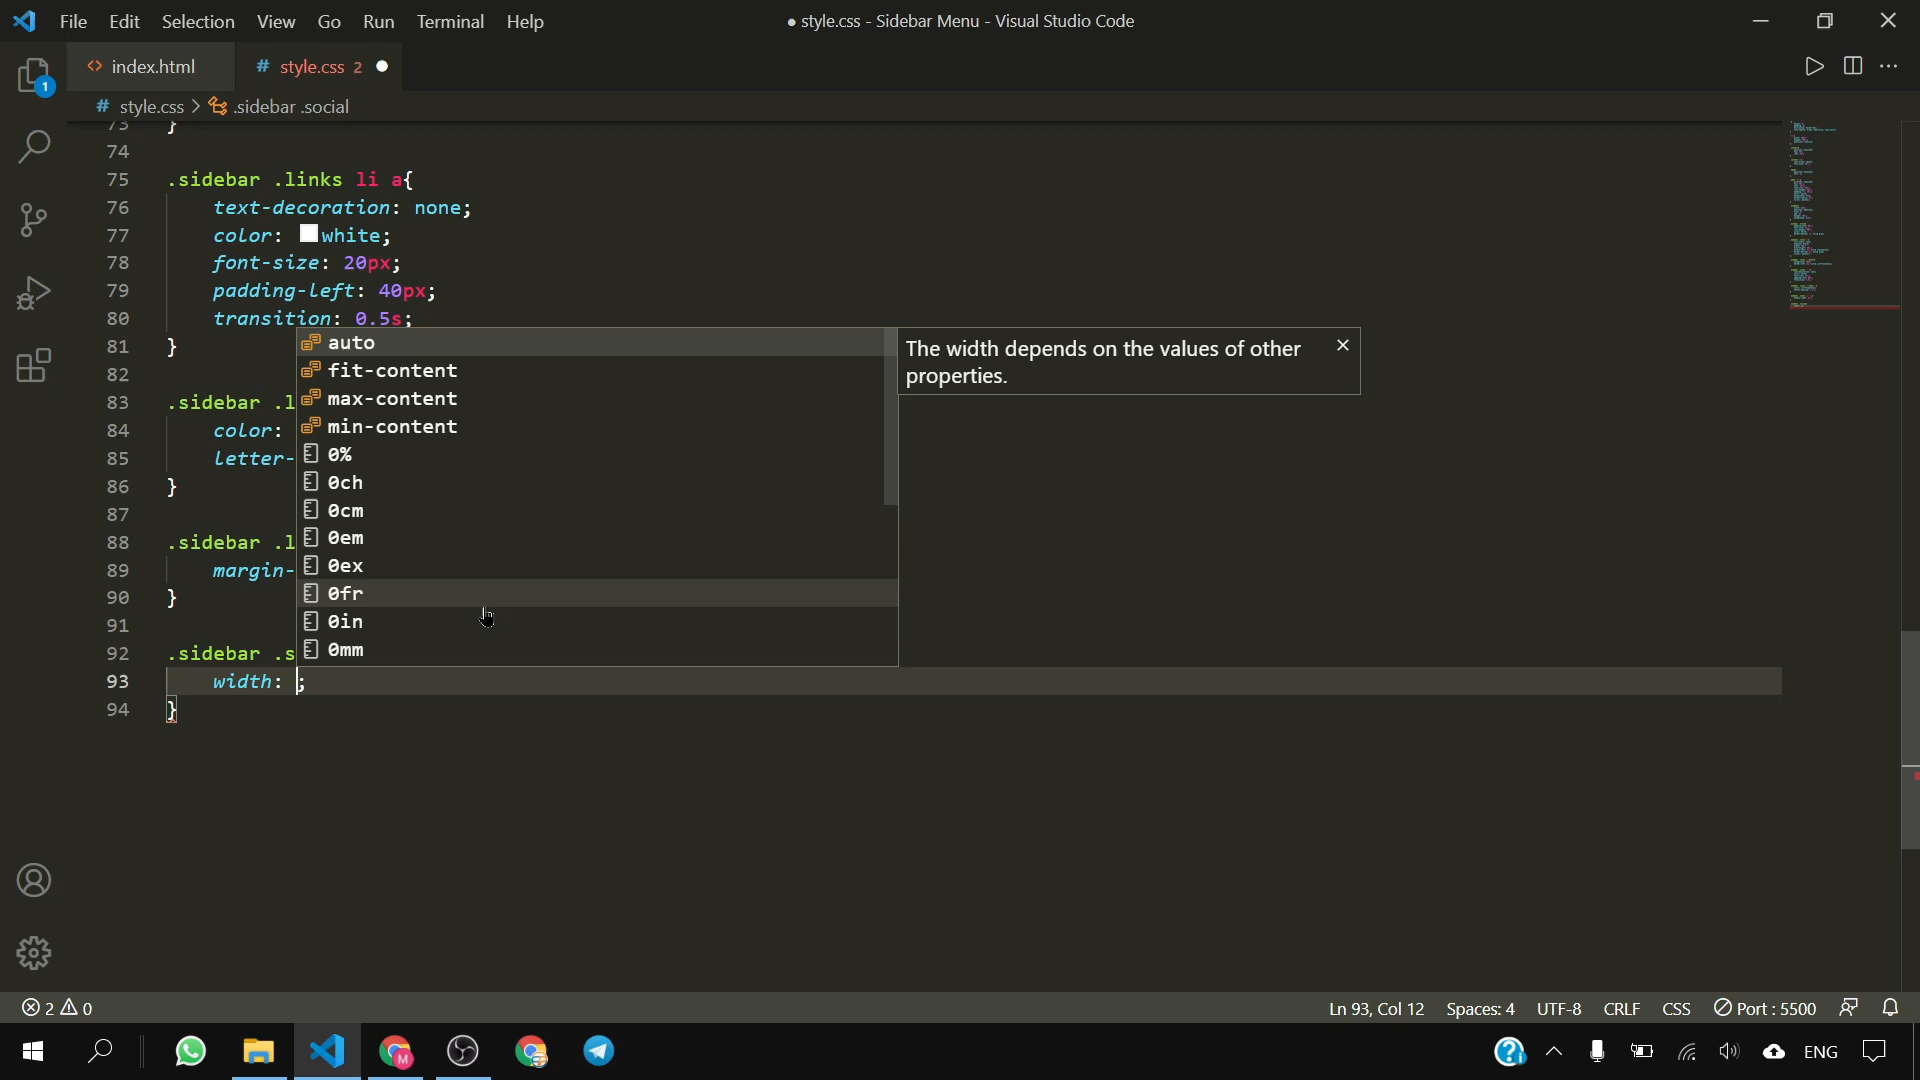 File Edit Selection View Go Run Terminal Help
● style.css - Sidebar Menu - Visual Studio Code
<> index.html
# style.css 2 ●
# style.css > .sidebar .social
1
73 }
74
75 .sidebar .links li a{
76 text-decoration: none;
77 color: white;
78 font-size: 20px;
79 padding-left: 40px;
80 transition: 0.5s;
81 }
82
83 .sidebar .l
84 color:
85 letter-
86 }
87
88 .sidebar .l
89 margin-
90 }
91
92 .sidebar .s
93 width: ;
94 }
auto
fit-content
max-content
min-content
0%
0ch
0cm
0em
0ex
0fr
0in
0mm
The width depends on the values of other
properties.
2 0
Ln 93, Col 12 Spaces: 4 UTF-8 CRLF CSS Port : 5500
M
ENG